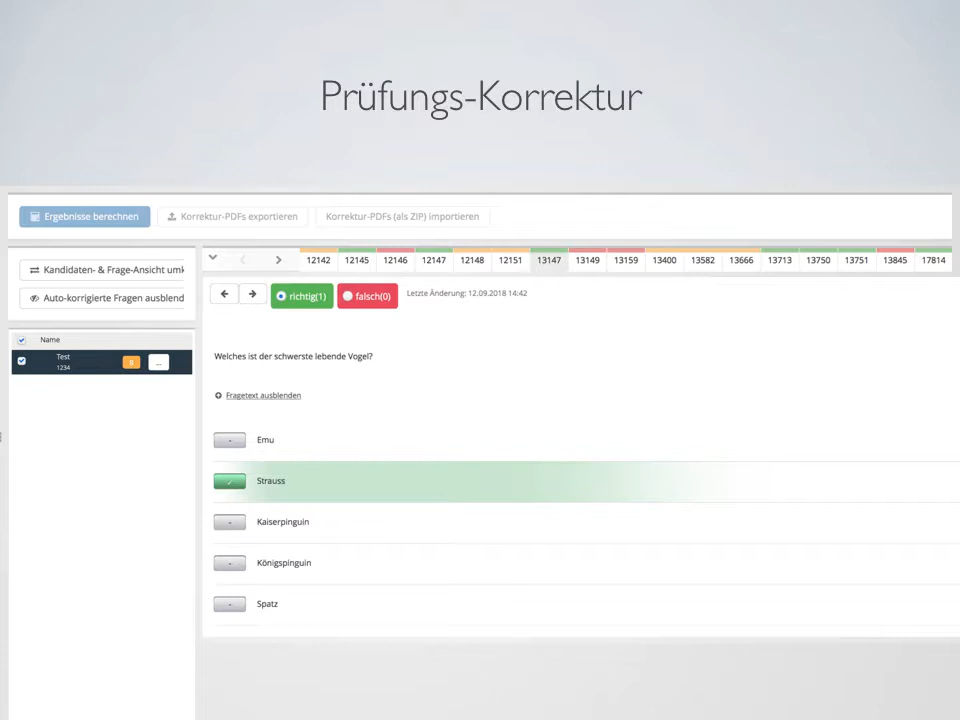 Prüfungs-Korrektur
Ergebnisse berechnen Korrektur-PDFs exportieren Korrektur-PDFs (als ZIP) importieren
Kandidaten- & Frage-Ansicht umk
Auto-korrigierte Fragen ausblend
Name
Test
1234
8 ...
12142 12145 12146 12147 12148 12151 13147 13149 13159 13400 13582 13666 13713 13750 13751 13845 17814
richtig(1) falsch(0) Letzte Änderung: 12.09.2018 14:42
Welches ist der schwerste lebende Vogel?
Fragetext ausblenden
- Emu
Strauss
- Kaiserpinguin
- Königspinguin
- Spatz